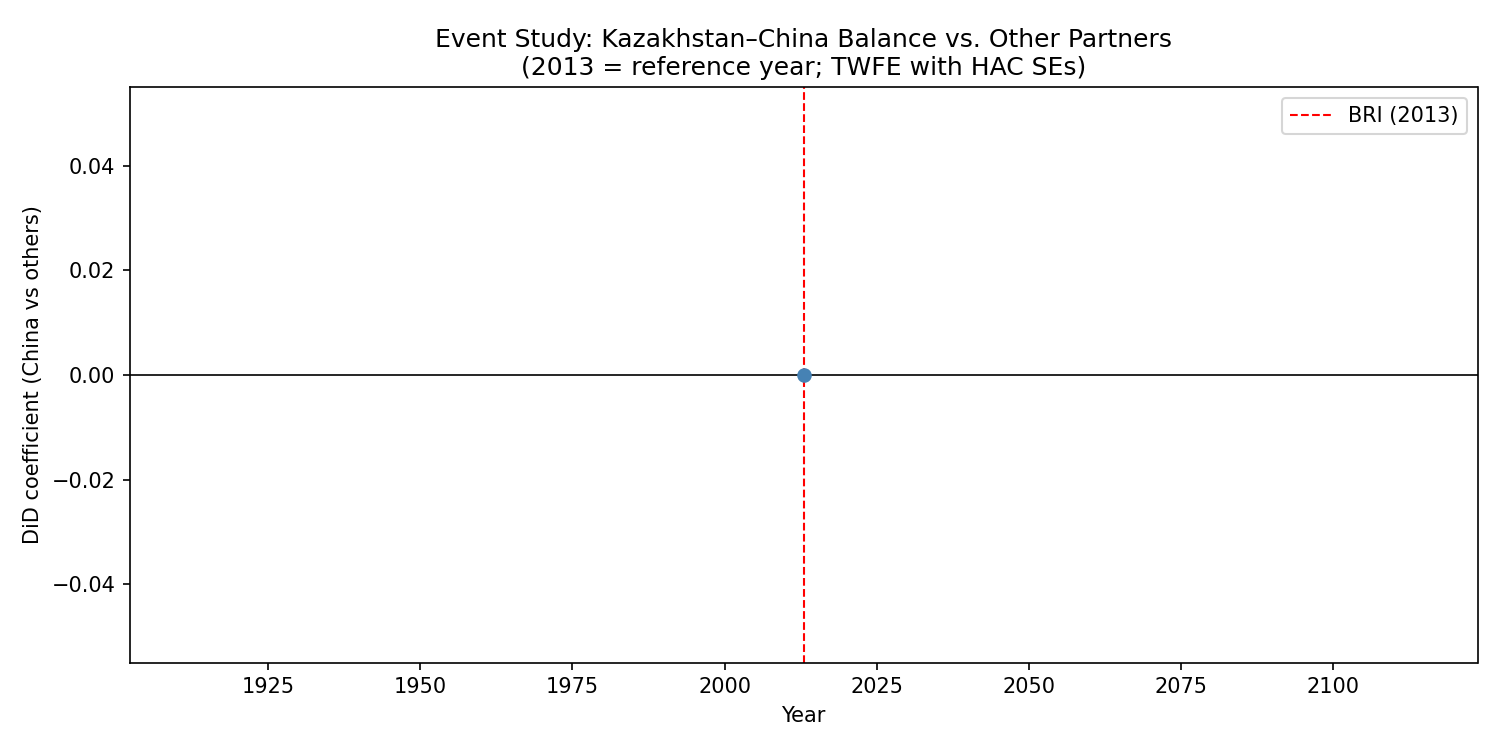 Event Study: Kazakhstan–China Balance vs. Other Partners
(2013 = reference year; TWFE with HAC SEs)
BRI (2013)
DiD coefficient (China vs others)
0.04
0.02
0.00
−0.02
−0.04
1925 1950 1975 2000 2025 2050 2075 2100
Year